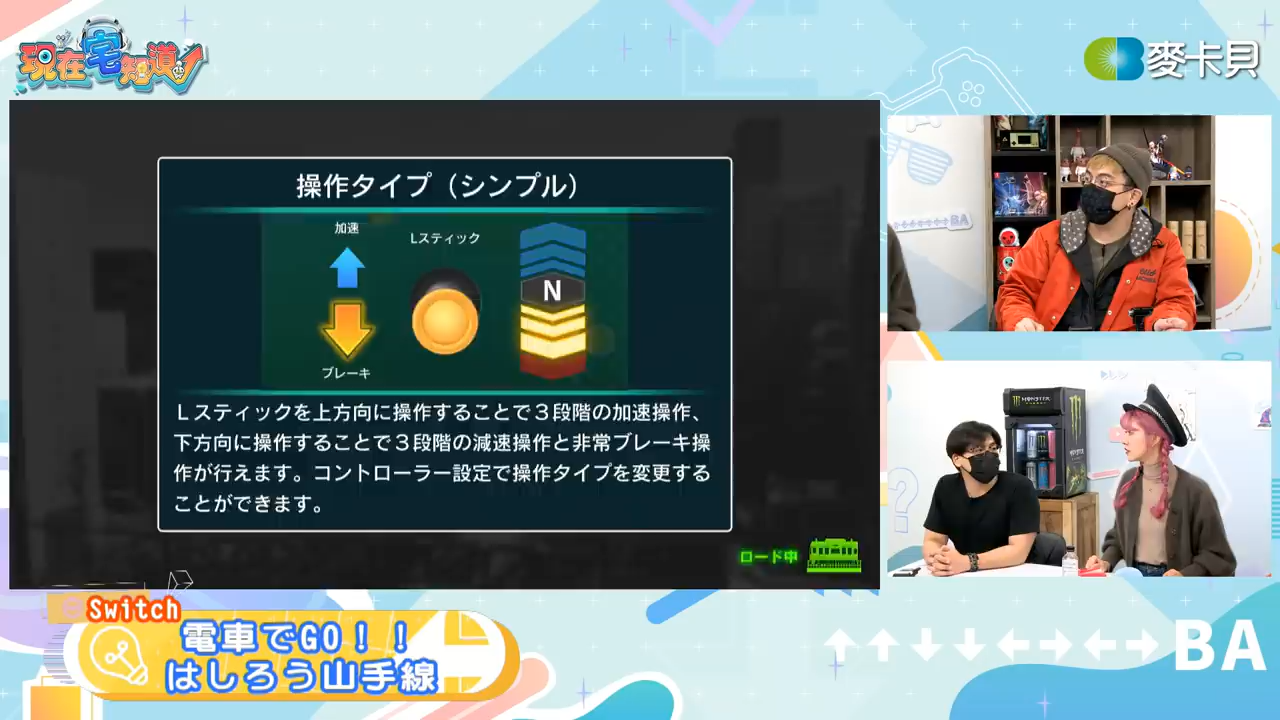 現在宅知道!
麥卡貝
操作タイプ（シンプル）
加速
Lスティック
N
ブレーキ
Ｌスティックを上方向に操作することで３段階の加速操作、
下方向に操作することで３段階の減速操作と非常ブレーキ操
作が行えます。コントローラー設定で操作タイプを変更する
ことができます。
ロード中
BA
MONSTER
Switch
電車でGO！！
はしろう山手線
↑↑↓↓←→←→BA